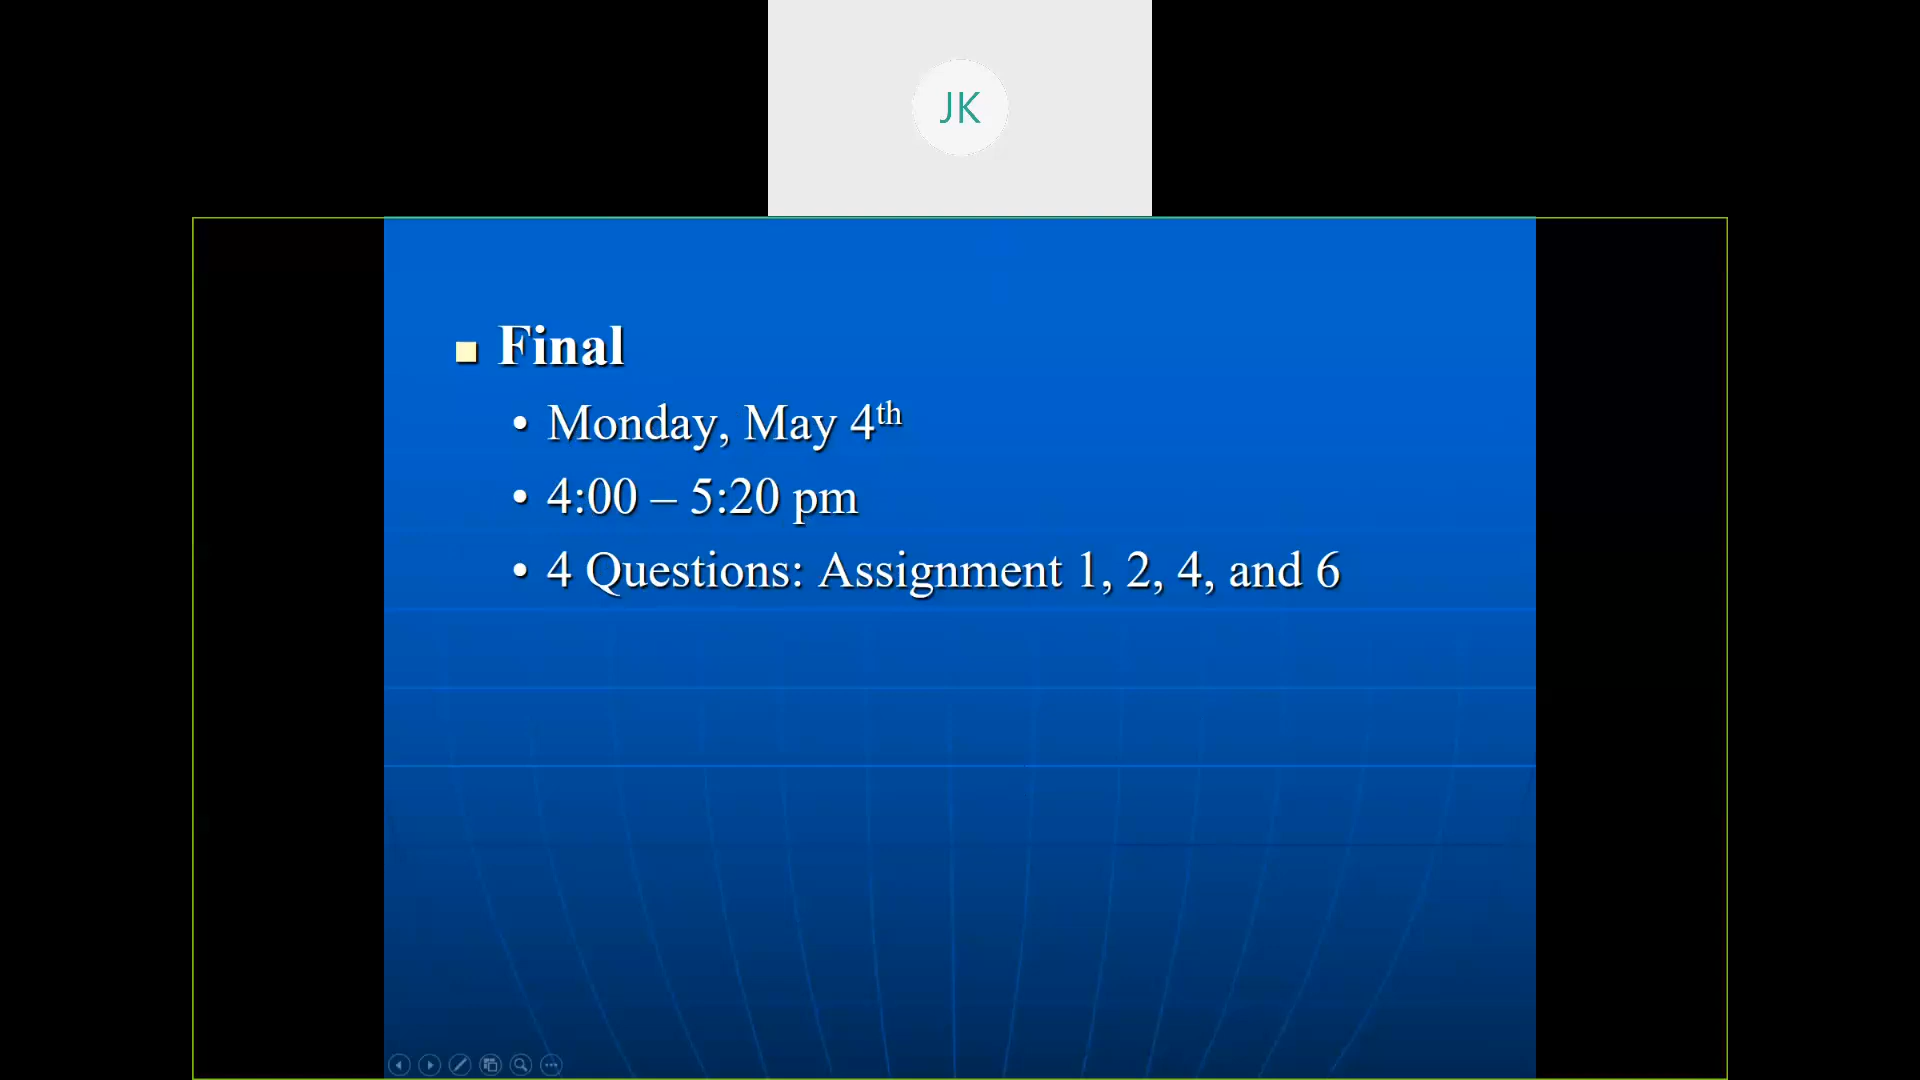 JK
Final
Monday, May 4th
4:00 – 5:20 pm
4 Questions: Assignment 1, 2, 4, and 6